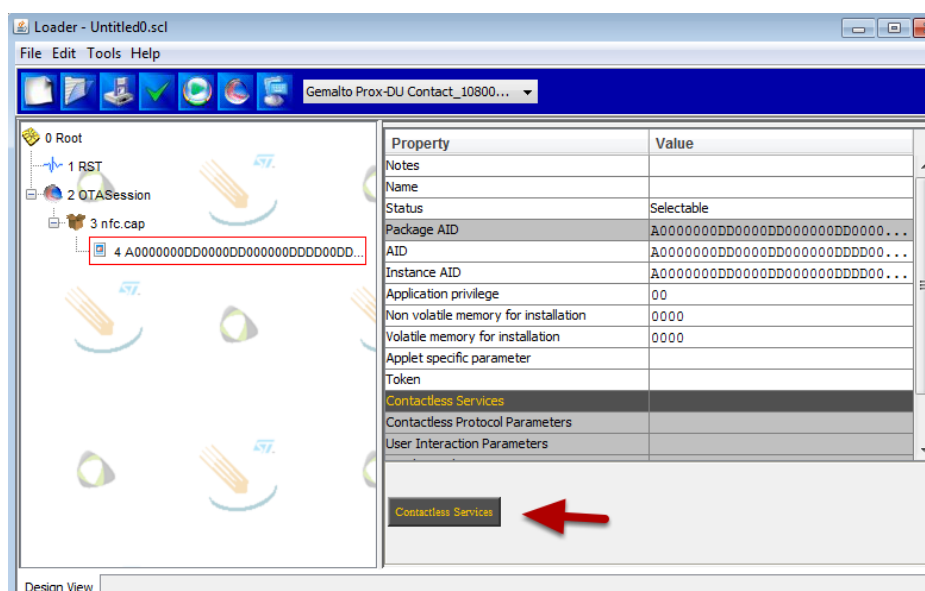 Loader - Untitled0.scl
File Edit Tools Help
Gemalto Prox-DU Contact_10800...
0 Root
1 RST
2 OTASession
3 nfc.cap
4 A0000000DD0000DD000000DDDD00DD...
Property Value
Notes
Name
Status Selectable
Package AID A0000000DD0000DD000000DD0000...
AID A0000000DD0000DD000000DDDD00...
Instance AID A0000000DD0000DD000000DDDD00...
Application privilege 00
Non volatile memory for installation 0000
Volatile memory for installation 0000
Applet specific parameter
Token
Contactless Services
Contactless Protocol Parameters
User Interaction Parameters
Contactless Services
Design View